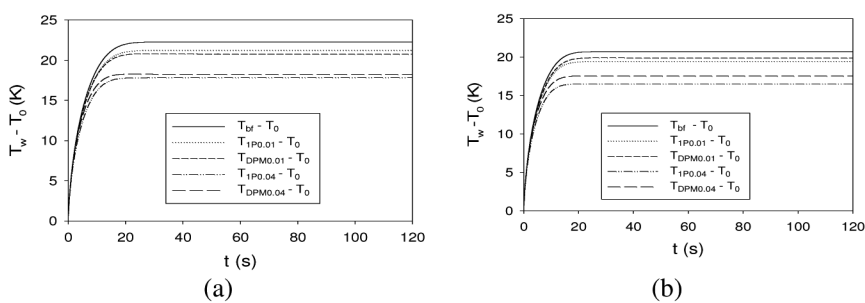 (a)
25
20
15
10
5
0
T_w - T_0 (K)
T_bf - T_0
T_1P0.01 - T_0
T_DPM0.01 - T_0
T_1P0.04 - T_0
T_DPM0.04 - T_0
0 20 40 60 80 100 120
t (s)
(a)
(b)
25
20
15
10
5
0
T_w - T_0 (K)
T_bf - T_0
T_1P0.01 - T_0
T_DPM0.01 - T_0
T_1P0.04 - T_0
T_DPM0.04 - T_0
0 20 40 60 80 100 120
t (s)
(b)